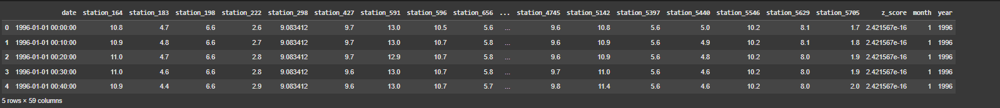 date station_164 station_183 station_198 station_222 station_298 station_427 station_591 station_596 station_656 ... station_4745 station_5142 station_5397 station_5440 station_5546 station_5629 station_5705 z_score month year
0 1996-01-01 00:00:00 10.8 4.7 6.6 2.6 9.083412 9.7 13.0 10.5 5.6 ... 9.6 10.8 5.6 5.0 10.2 8.1 1.7 2.421567e-16 1 1996
1 1996-01-01 00:10:00 10.9 4.8 6.6 2.7 9.083412 9.7 13.0 10.7 5.8 ... 9.6 10.9 5.6 4.9 10.2 8.1 1.8 2.421567e-16 1 1996
2 1996-01-01 00:20:00 11.0 4.7 6.6 2.8 9.083412 9.7 12.9 10.7 5.8 ... 9.6 10.9 5.6 4.8 10.2 8.0 1.9 2.421567e-16 1 1996
3 1996-01-01 00:30:00 11.0 4.6 6.6 2.8 9.083412 9.6 13.0 10.7 5.8 ... 9.7 11.0 5.6 4.6 10.2 8.0 1.9 2.421567e-16 1 1996
4 1996-01-01 00:40:00 10.9 4.4 6.6 2.9 9.083412 9.6 13.0 10.7 5.7 ... 9.8 11.4 5.6 4.6 10.2 8.0 2.0 2.421567e-16 1 1996
5 rows × 59 columns